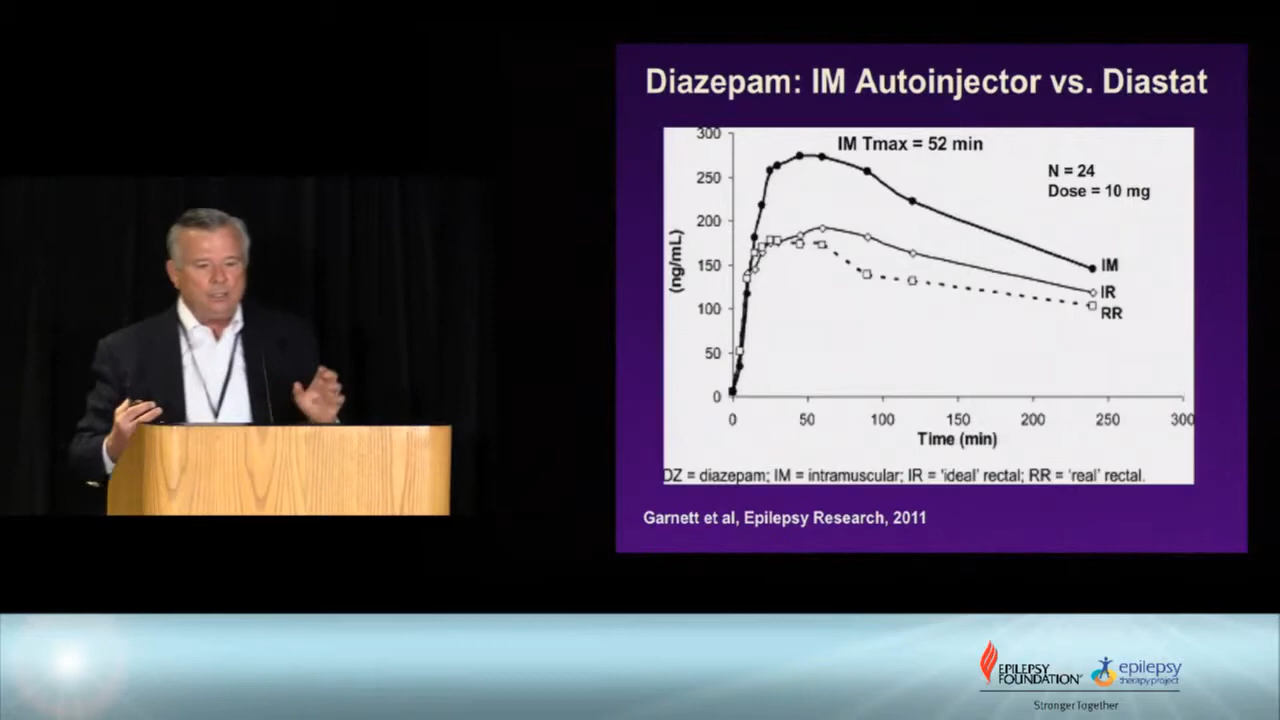 Diazepam: IM Autoinjector vs. Diastat
IM Tmax = 52 min
N = 24
Dose = 10 mg
300
250
200
150
100
50
0
(ng/mL)
IM
IR
RR
0 50 100 150 200 250 300
Time (min)
DZ = diazepam; IM = intramuscular; IR = 'ideal' rectal; RR = 'real' rectal.
Garnett et al, Epilepsy Research, 2011
EPILEPSY
FOUNDATION
epilepsy
therapy project
Stronger Together